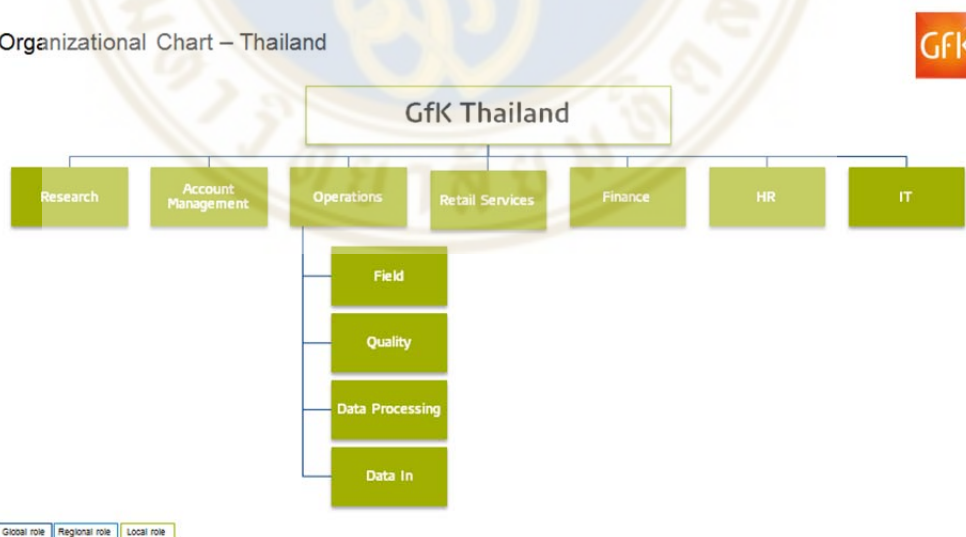 Organizational Chart – Thailand
GfK
GfK Thailand
Research
Account
Management
Operations
Retail Services
Finance
HR
IT
Field
Quality
Data Processing
Data In
Global role
Regional role
Local role